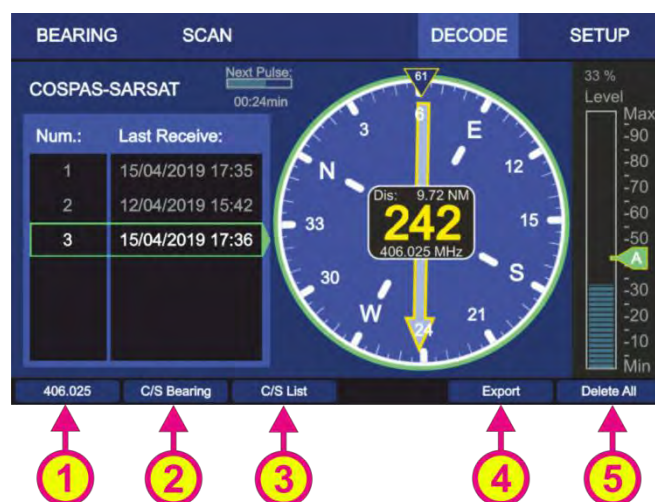 BEARING SCAN DECODE SETUP
COSPAS-SARSAT
Next Pulse:
00:24min
Num.: Last Receive:
1 15/04/2019 17:35
2 12/04/2019 15:42
3 15/04/2019 17:36
61
6
3 E
N 12
33 15
30 S
W 21
24
Dis: 9.72 NM
242
406.025 MHz
33 %
Level
Max
-90
-80
-70
-60
-50
A
-30
-20
-10
Min
406.025 C/S Bearing C/S List Export Delete All
1 2 3 4 5